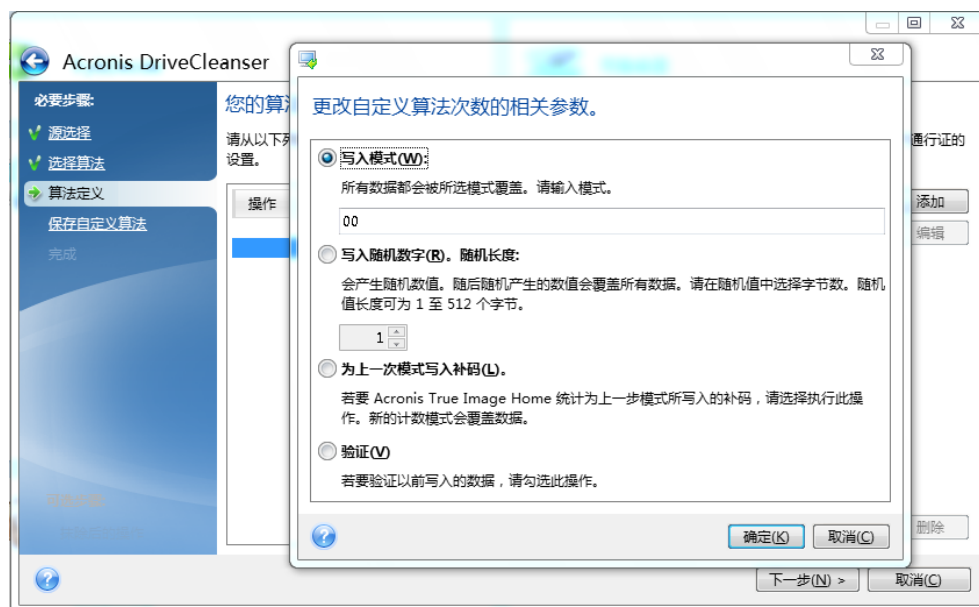 Acronis DriveCleanser
必要步骤:
源选择
选择算法
算法定义
保存自定义算法
完成
您的算
请从以下列
设置。
操作
通行证的
添加
编辑
删除
更改自定义算法次数的相关参数。
写入模式(W):
所有数据都会被所选模式覆盖。请输入模式。
00
写入随机数字(R)。随机长度:
会产生随机数值。随后随机产生的数值会覆盖所有数据。请在随机值中选择字节数。随机
值长度可为 1 至 512 个字节。
1
为上一次模式写入补码(L)。
若要 Acronis True Image Home 统计为上一步模式所写入的补码，请选择执行此操
作。新的计数模式会覆盖数据。
验证(V)
若要验证以前写入的数据，请勾选此操作。
确定(K)
取消(C)
下一步(N) >
取消(C)